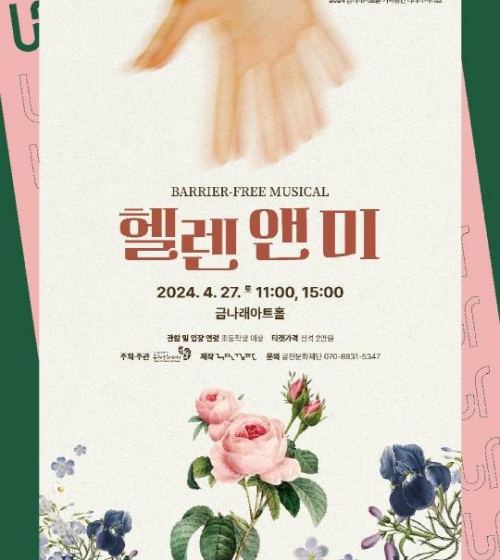 BARRIER-FREE MUSICAL
헬렌 앤 미
2024. 4. 27. 토 11:00, 15:00
금나래아트홀
관람 및 입장 연령 초등학생 이상 티켓가격 전석 2만원
주최·주관 제작 문의 금천문화재단 070-8831-5347